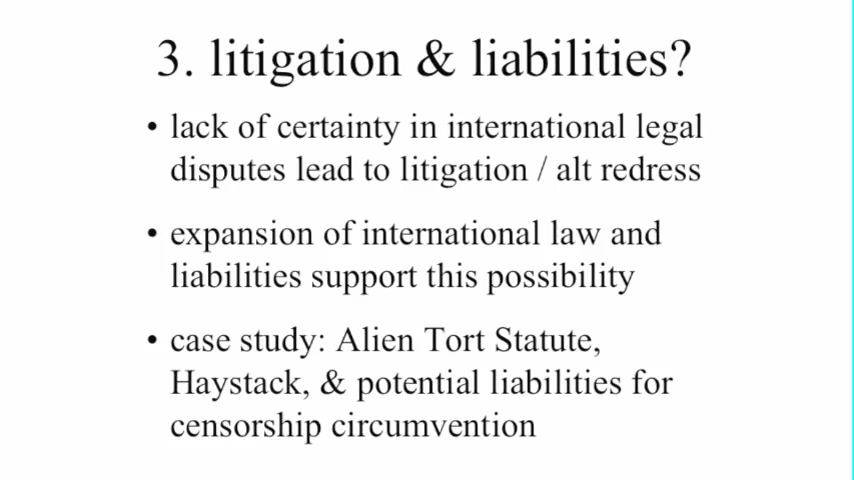 3. litigation & liabilities?
• lack of certainty in international legal
disputes lead to litigation / alt redress
• expansion of international law and
liabilities support this possibility
• case study: Alien Tort Statute,
Haystack, & potential liabilities for
censorship circumvention